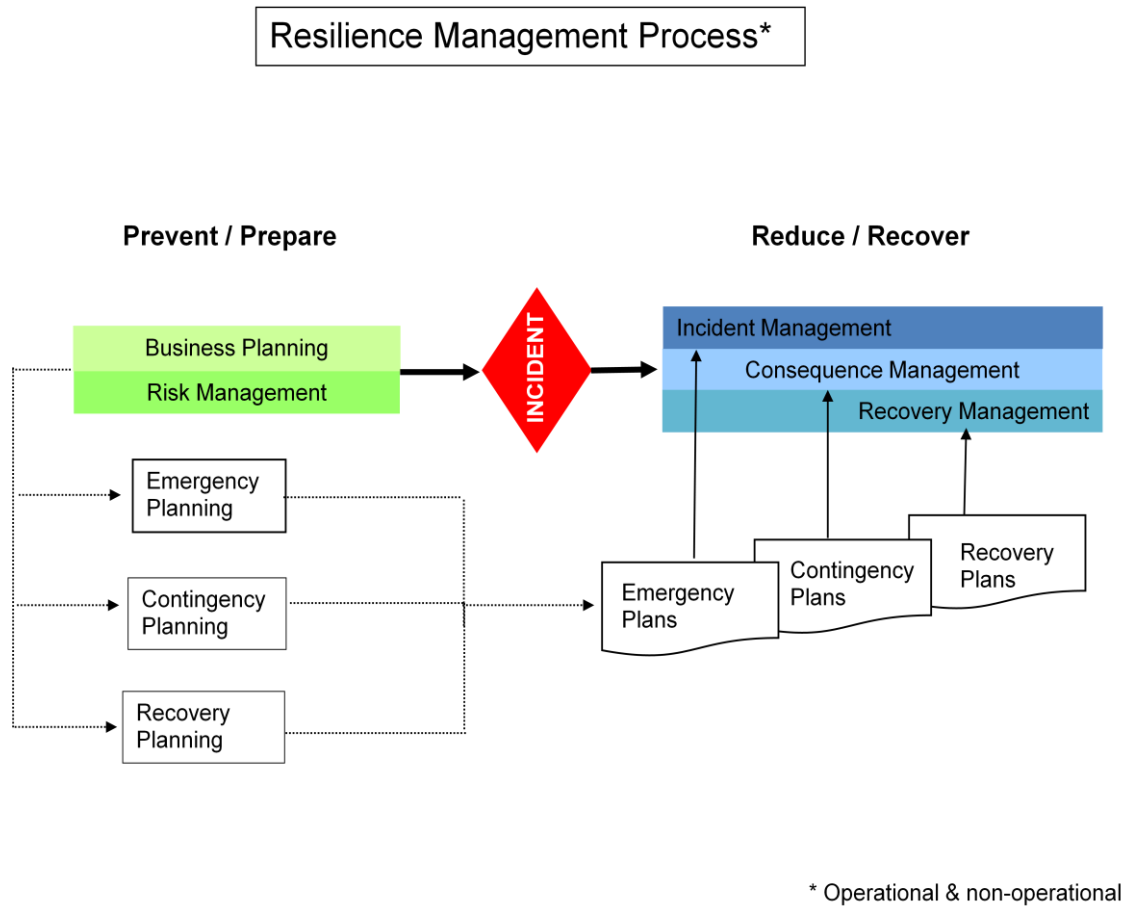 Resilience Management Process*
Prevent / Prepare
Reduce / Recover
Business Planning
Risk Management
INCIDENT
Incident Management
Consequence Management
Recovery Management
Emergency
Planning
Contingency
Planning
Recovery
Planning
Emergency
Plans
Contingency
Plans
Recovery
Plans
* Operational & non-operational